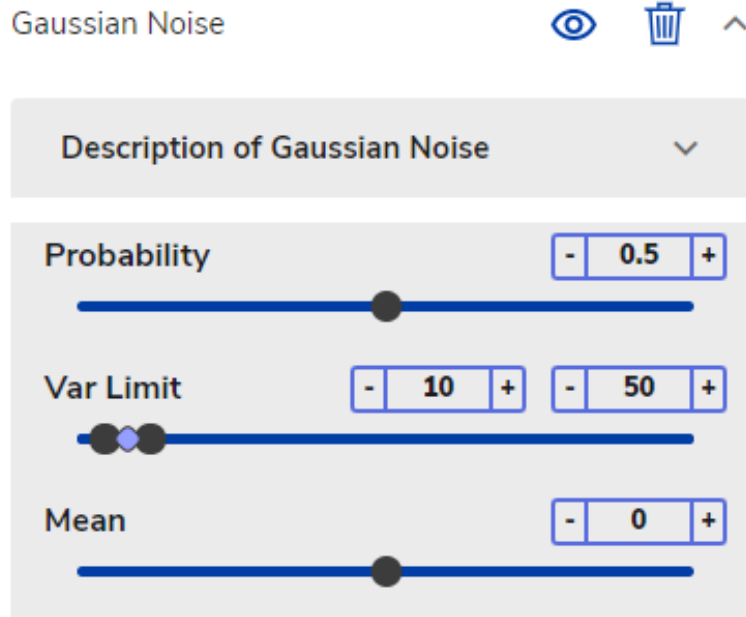 Gaussian Noise
Description of Gaussian Noise
Probability - 0.5 +
Var Limit - 10 + - 50 +
Mean - 0 +